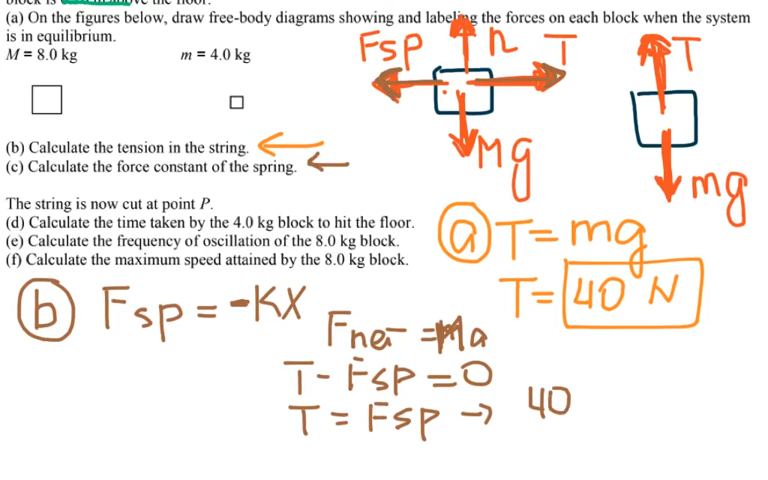 (a) On the figures below, draw free-body diagrams showing and labeling the forces on each block when the system
is in equilibrium.
M = 8.0 kg m = 4.0 kg
Fsp n T
Mg
T
mg
(b) Calculate the tension in the string.
(c) Calculate the force constant of the spring.
The string is now cut at point P.
(d) Calculate the time taken by the 4.0 kg block to hit the floor.
(e) Calculate the frequency of oscillation of the 8.0 kg block.
(f) Calculate the maximum speed attained by the 8.0 kg block.
(a) T = mg
T = 40 N
(b) Fsp = -KX
Fnet = Ma
T - Fsp = 0
T = Fsp → 40